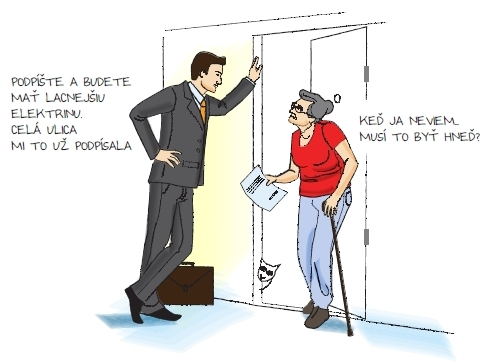 PODPÍŠTE A BUDETE
MAŤ LACNEJŠIU
ELEKTRINU.
CELÁ ULICA
MI TO UŽ PODPÍSALA
KEĎ JA NEVIEM.
MUSÍ TO BYŤ HNEĎ?